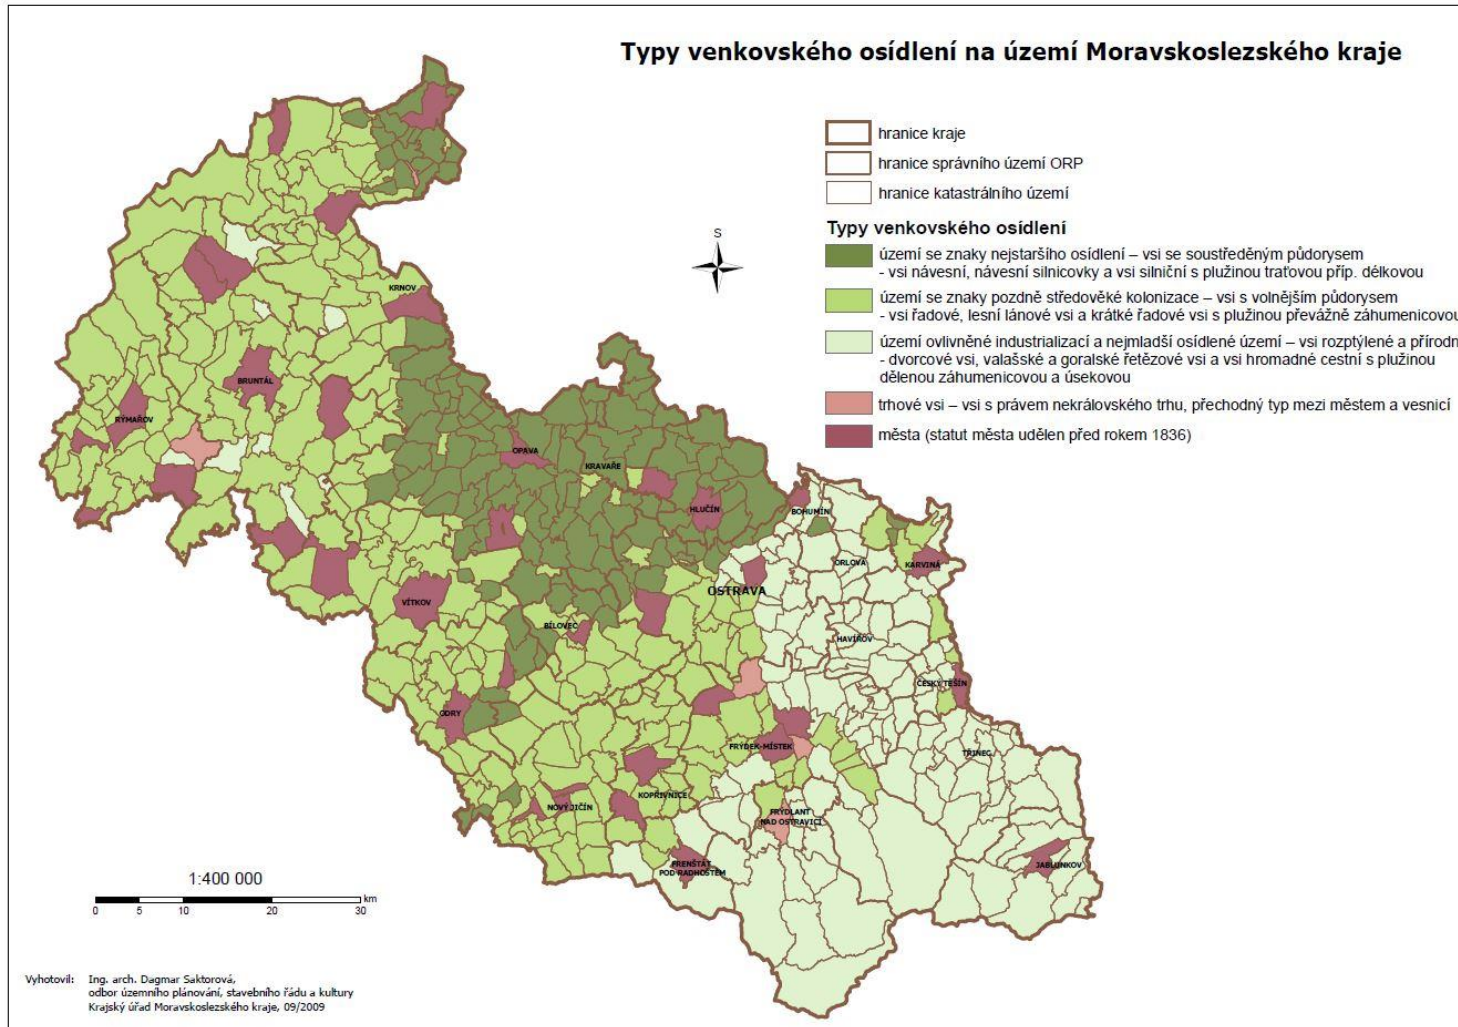 Typy venkovského osídlení na území Moravskoslezského kraje
hranice kraje
hranice správního území ORP
hranice katastrálního území
Typy venkovského osídlení
území se znaky nejstaršího osídlení – vsi se soustředěným půdorysem
- vsi návesní, návesní silnicovky a vsi silniční s plužinou traťovou příp. délkovou
území se znaky pozdně středověké kolonizace – vsi s volnějším půdorysem
- vsi řadové, lesní lánové vsi a krátké řadové vsi s plužinou převážně záhumenicovou
území ovlivněné industrializací a nejmladší osídlené území – vsi rozptýlené a přírodn
- dvorcové vsi, valašské a goralské řetězové vsi a vsi hromadné cestní s plužinou
dělenou záhumenicovou a úsekovou
trhové vsi – vsi s právem nekrálovského trhu, přechodný typ mezi městem a vesnicí
města (statut města udělen před rokem 1836)
S
KRNOV
BRUNTÁL
RÝMAŘOV
OPAVA
KRAVAŘE
HLUČÍN
BOHUMÍN
ORLOVÁ
KARVINÁ
OSTRAVA
VÍTKOV
BÍLOVEC
HAVÍŘOV
ČESKÝ TĚŠÍN
ODRY
FRÝDEK-MÍSTEK
TŘINEC
KOPŘIVNICE
NOVÝ JIČÍN
FRÝDLANT
NAD OSTRAVICÍ
FRENŠTÁT
POD RADHOŠTĚM
JABLUNKOV
1:400 000
km
0 5 10 20 30
Vyhotovil: Ing. arch. Dagmar Saktorová,
odbor územního plánování, stavebního řádu a kultury
Krajský úřad Moravskoslezského kraje, 09/2009